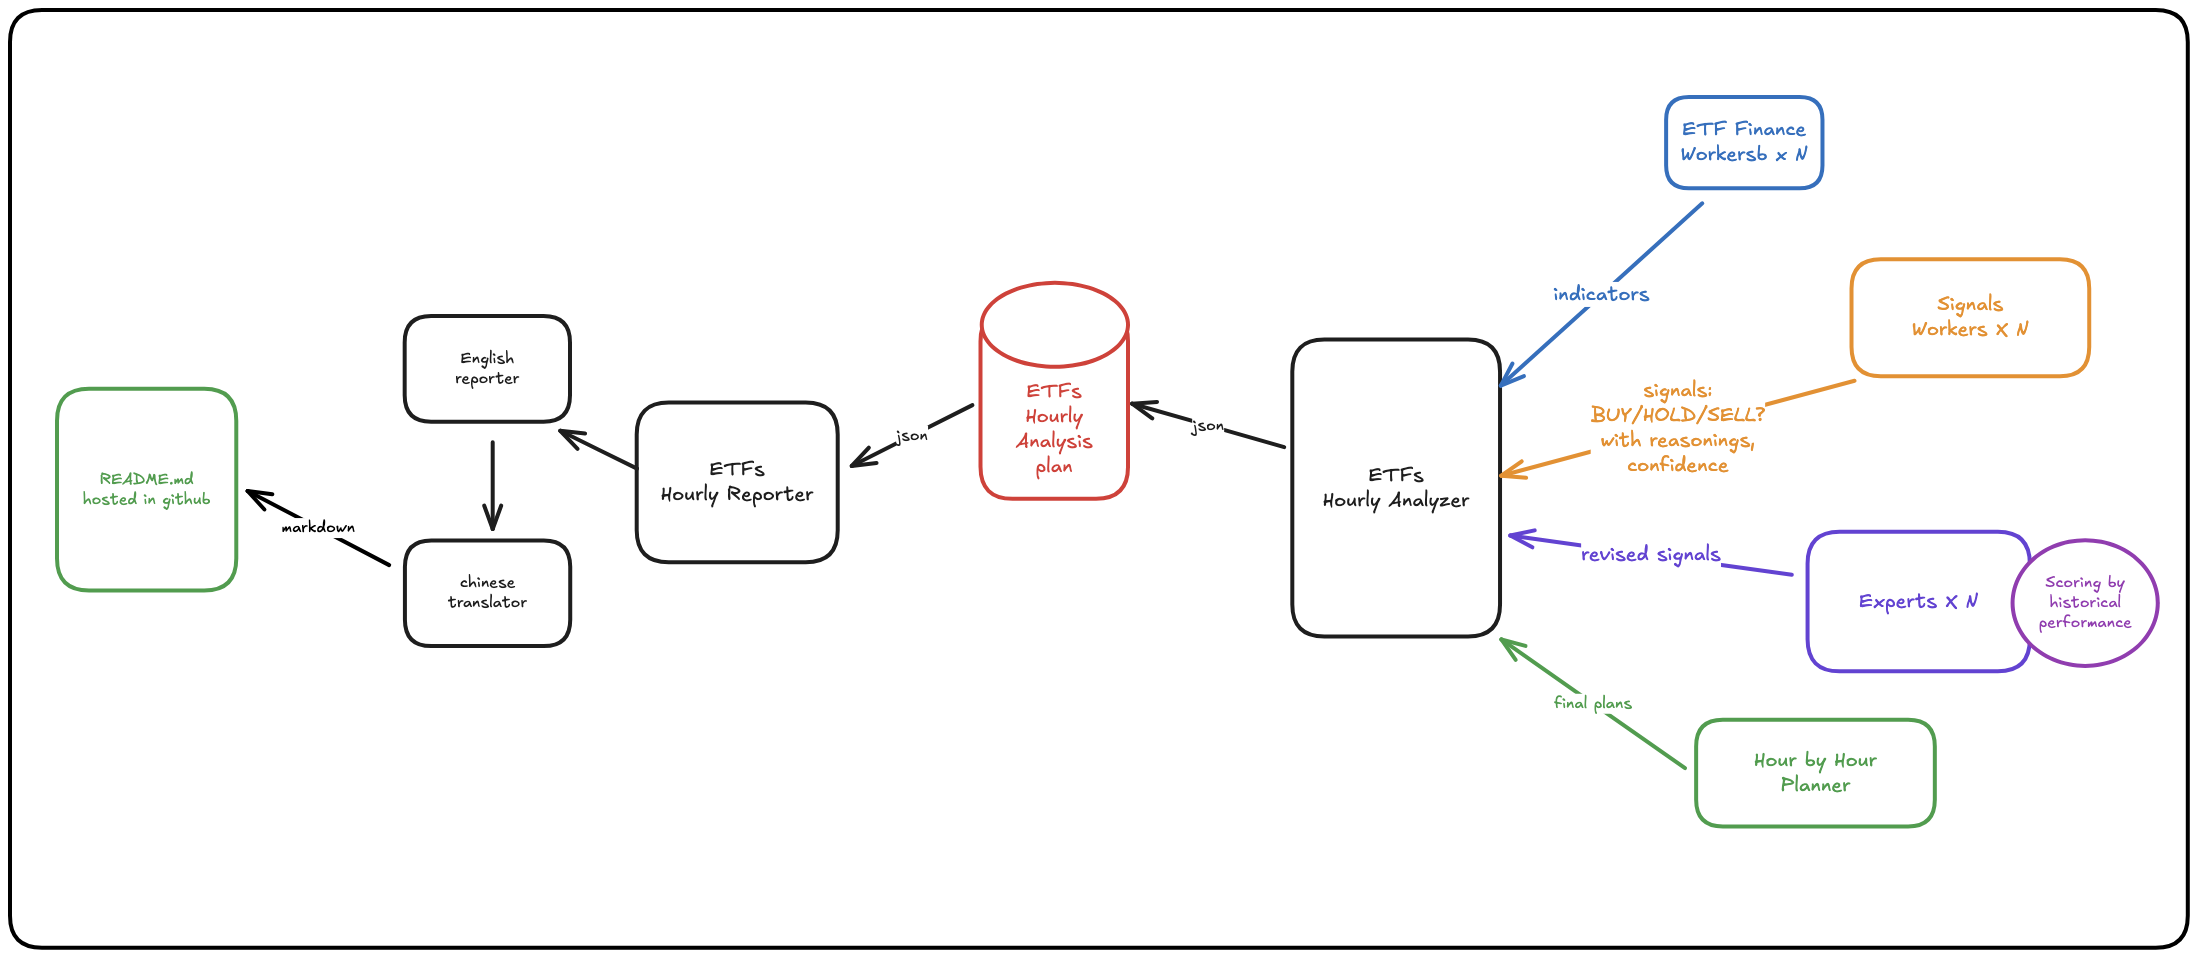 ETF Finance
Workersb x N
indicators
Signals
Workers X N
signals:
BUY/HOLD/SELL?
with reasonings,
confidence
revised signals
Experts X N
Scoring by
historical
performance
final plans
Hour by Hour
Planner
ETFs
Hourly Analyzer
json
ETFs
Hourly
Analysis
plan
json
ETFs
Hourly Reporter
English
reporter
chinese
translator
markdown
README.md
hosted in github